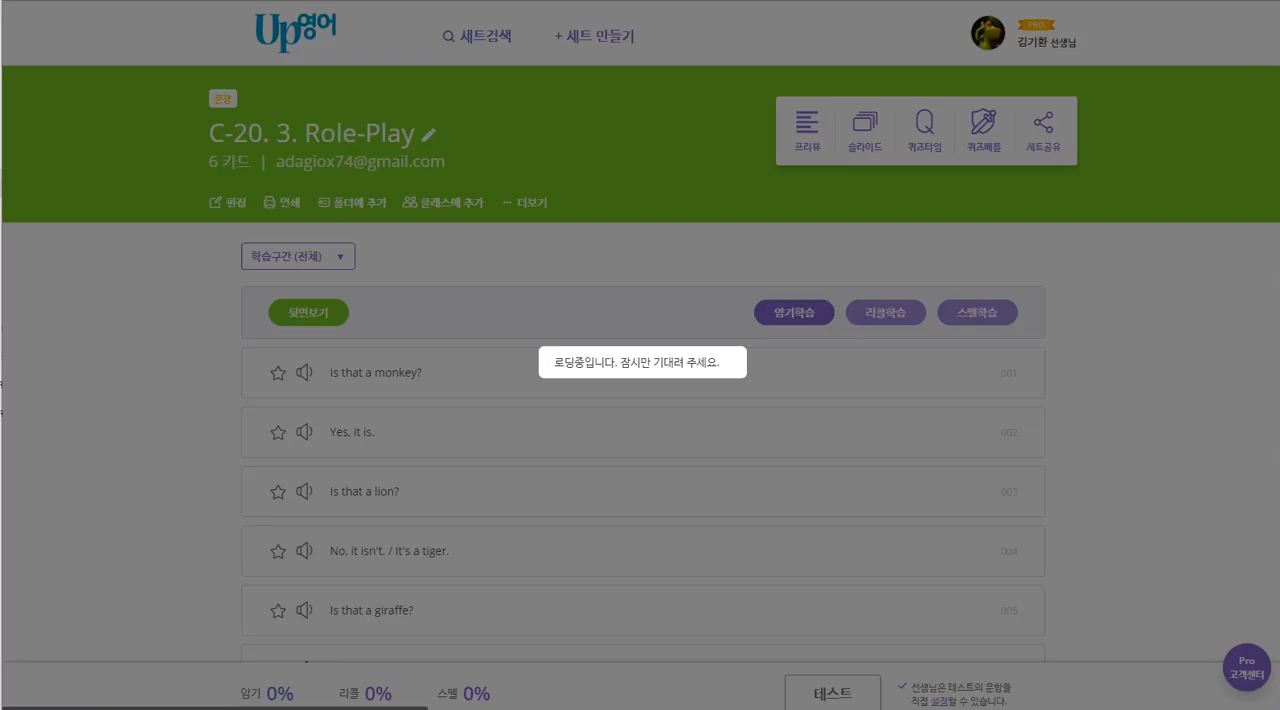 Up영어
세트검색
+ 세트 만들기
PRO
김기환 선생님
문장
C-20. 3. Role-Play
6 카드 | adagiox74@gmail.com
프리뷰
슬라이드
퀴즈타임
퀴즈배틀
세트공유
편집
인쇄
폴더에 추가
클래스에 추가
··· 더보기
학습구간 (전체) ▼
뒷면보기
암기학습
리콜학습
스펠학습
로딩중입니다. 잠시만 기대려 주세요.
Is that a monkey?
001
Yes, it is.
002
Is that a lion?
003
No, it isn't. / It's a tiger.
004
Is that a giraffe?
005
암기 0%
리콜 0%
스펠 0%
테스트
선생님은 테스트의 문항을
직접 설정할 수 있습니다.
Pro
고객센터